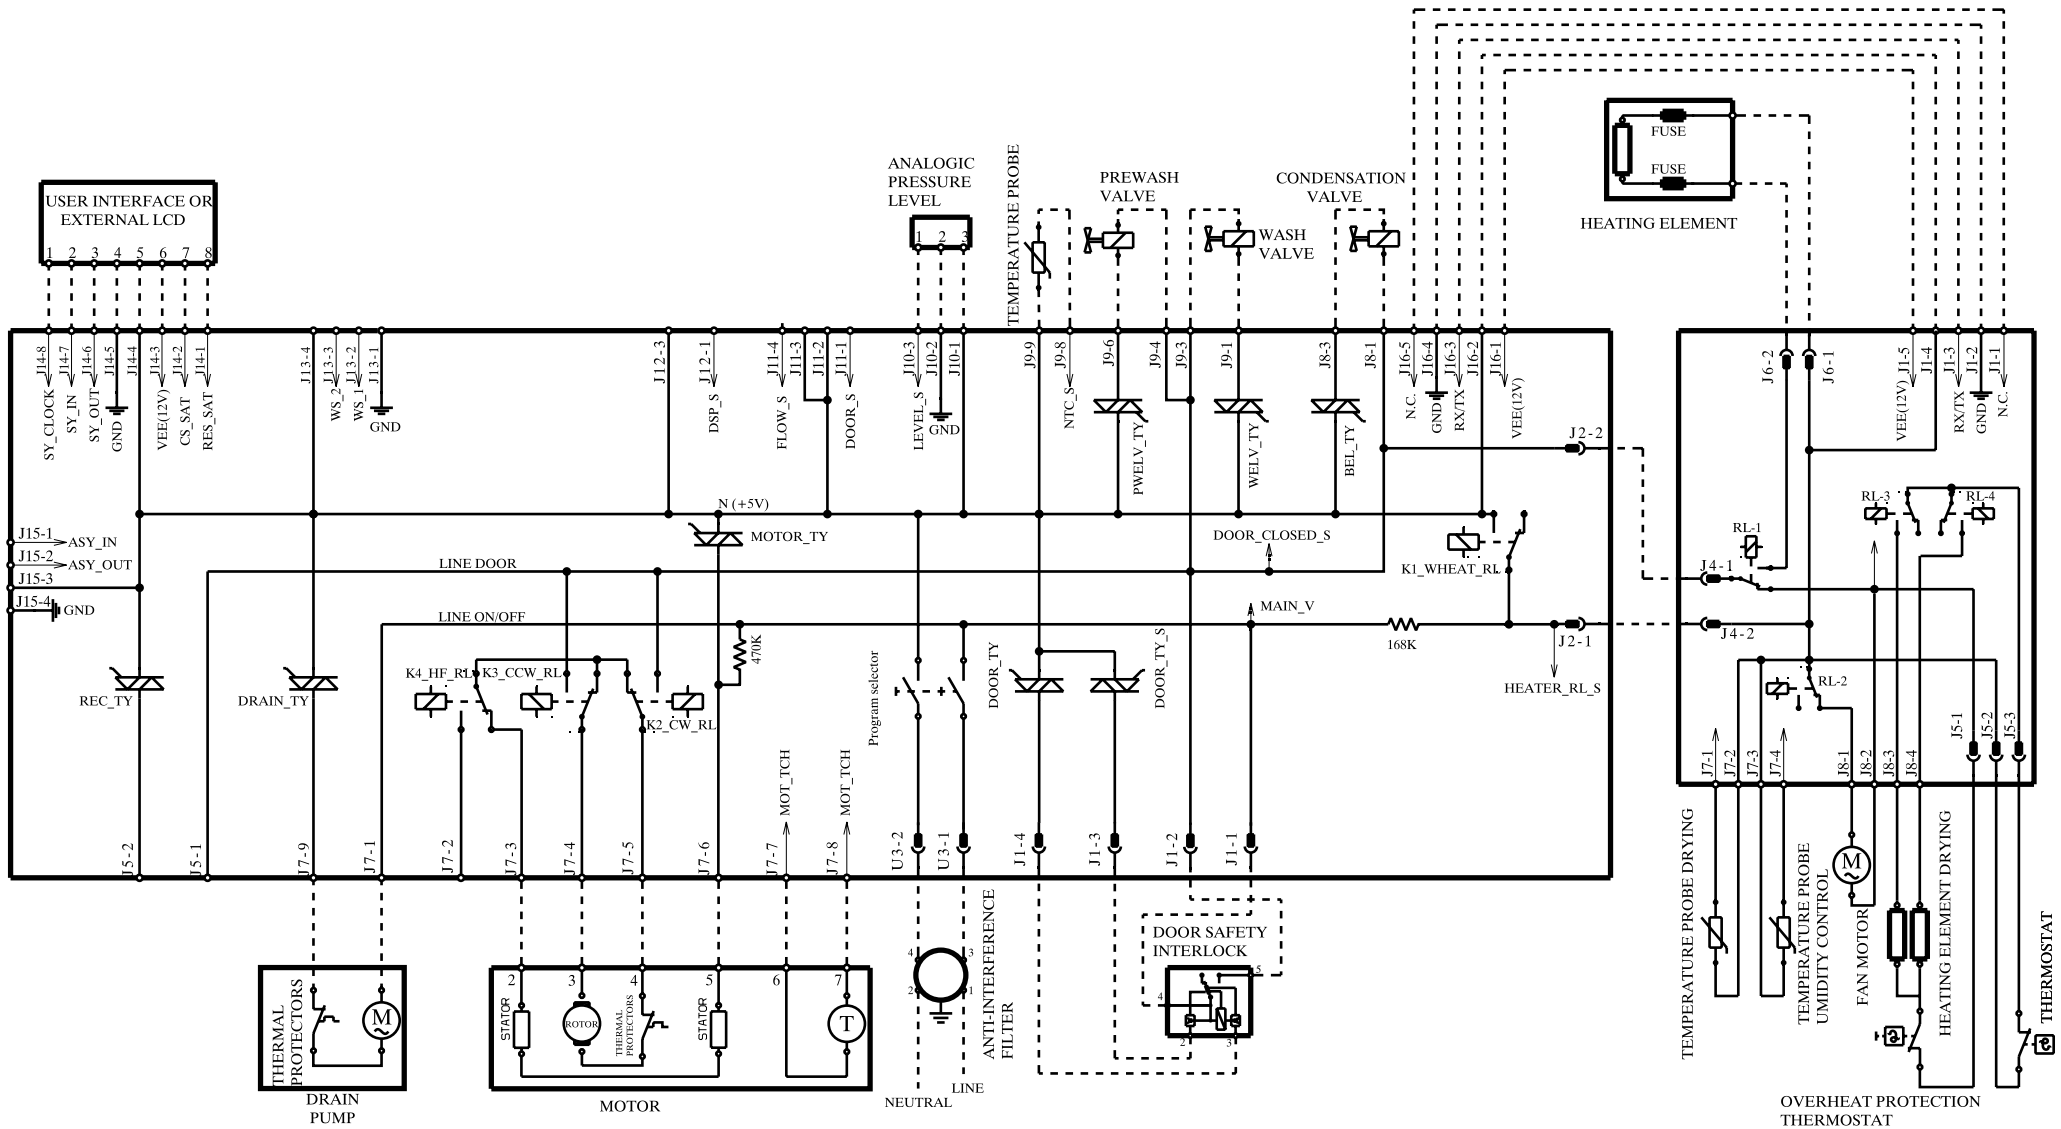 USER INTERFACE OR
EXTERNAL LCD
1 2 3 4 5 6 7 8
ANALOGIC
PRESSURE
LEVEL
1 2 3
TEMPERATURE PROBE
PREWASH
VALVE
WASH
VALVE
CONDENSATION
VALVE
FUSE
FUSE
HEATING ELEMENT
J14-8
J14-7
J14-6
J14-5
J14-4
J14-3
J14-2
J14-1
SY_CLOCK
SY_IN
SY_OUT
GND
VEE(12V)
CS_SAT
RES_SAT
J13-4
J13-3
J13-2
J13-1
WS_2
WS_1
GND
J12-3
J12-1
DSP_S
J11-4
J11-3
J11-2
J11-1
FLOW_S
DOOR_S
J10-3
J10-2
J10-1
LEVEL_S
GND
J9-9
J9-8
NTC_S
J9-6
J9-4
J9-3
J9-1
J8-3
J8-1
PWELV_TY
WELV_TY
BEL_TY
J16-5
J16-4
J16-3
J16-2
J16-1
N.C.
GND
RX/TX
VEE(12V)
J2-2
J6-2
J6-1
J1-5
J1-4
J1-3
J1-2
J1-1
VEE(12V)
RX/TX
GND
N.C.
J15-1
ASY_IN
J15-2
ASY_OUT
J15-3
J15-4
GND
N (+5V)
MOTOR_TY
LINE DOOR
DOOR_CLOSED_S
K1_WHEAT_RL
LINE ON/OFF
MAIN_V
470K
168K
J2-1
HEATER_RL_S
RL-3
RL-4
RL-1
J4-1
J4-2
RL-2
REC_TY
DRAIN_TY
K4_HF_RL
K3_CCW_RL
K2_CW_RL
Program selector
DOOR_TY
DOOR_TY_S
MOT_TCH
MOT_TCH
J5-2
J5-1
J7-9
J7-1
J7-2
J7-3
J7-4
J7-5
J7-6
J7-7
J7-8
U3-2
U3-1
J1-4
J1-3
J1-2
J1-1
J7-1
J7-2
J7-3
J7-4
J8-1
J8-2
J8-3
J8-4
J5-1
J5-2
J5-3
THERMAL
PROTECTORS
M
DRAIN
PUMP
2 3 4 5 6 7
STATOR
ROTOR
THERMAL
PROTECTORS
STATOR
T
MOTOR
4 3
2 1
ANTI-INTERFERENCE
FILTER
NEUTRAL
LINE
DOOR SAFETY
INTERLOCK
5
4
2 3
TEMPERATURE PROBE DRYING
TEMPERATURE PROBE
UMIDITY CONTROL
M
FAN MOTOR
HEATING ELEMENT DRYING
THERMOSTAT
OVERHEAT PROTECTION
THERMOSTAT